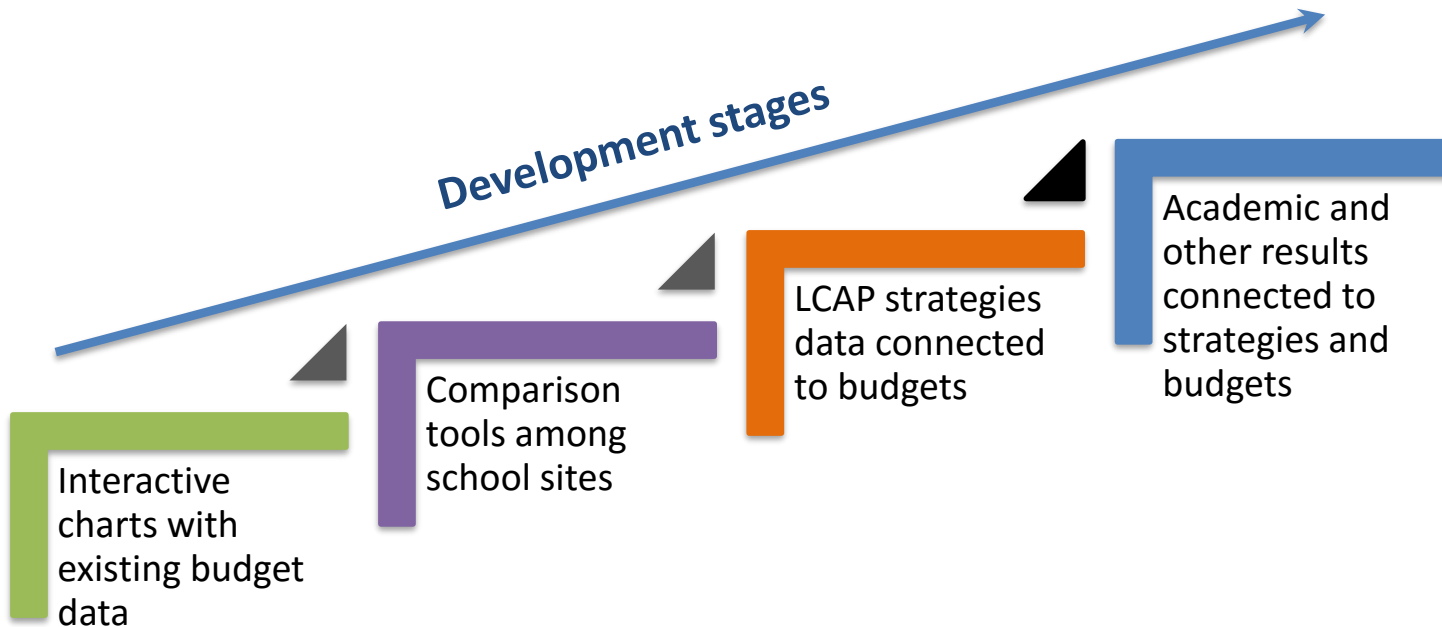 Development stages
Interactive
charts with
existing budget
data
Comparison
tools among
school sites
LCAP strategies
data connected
to budgets
Academic and
other results
connected to
strategies and
budgets